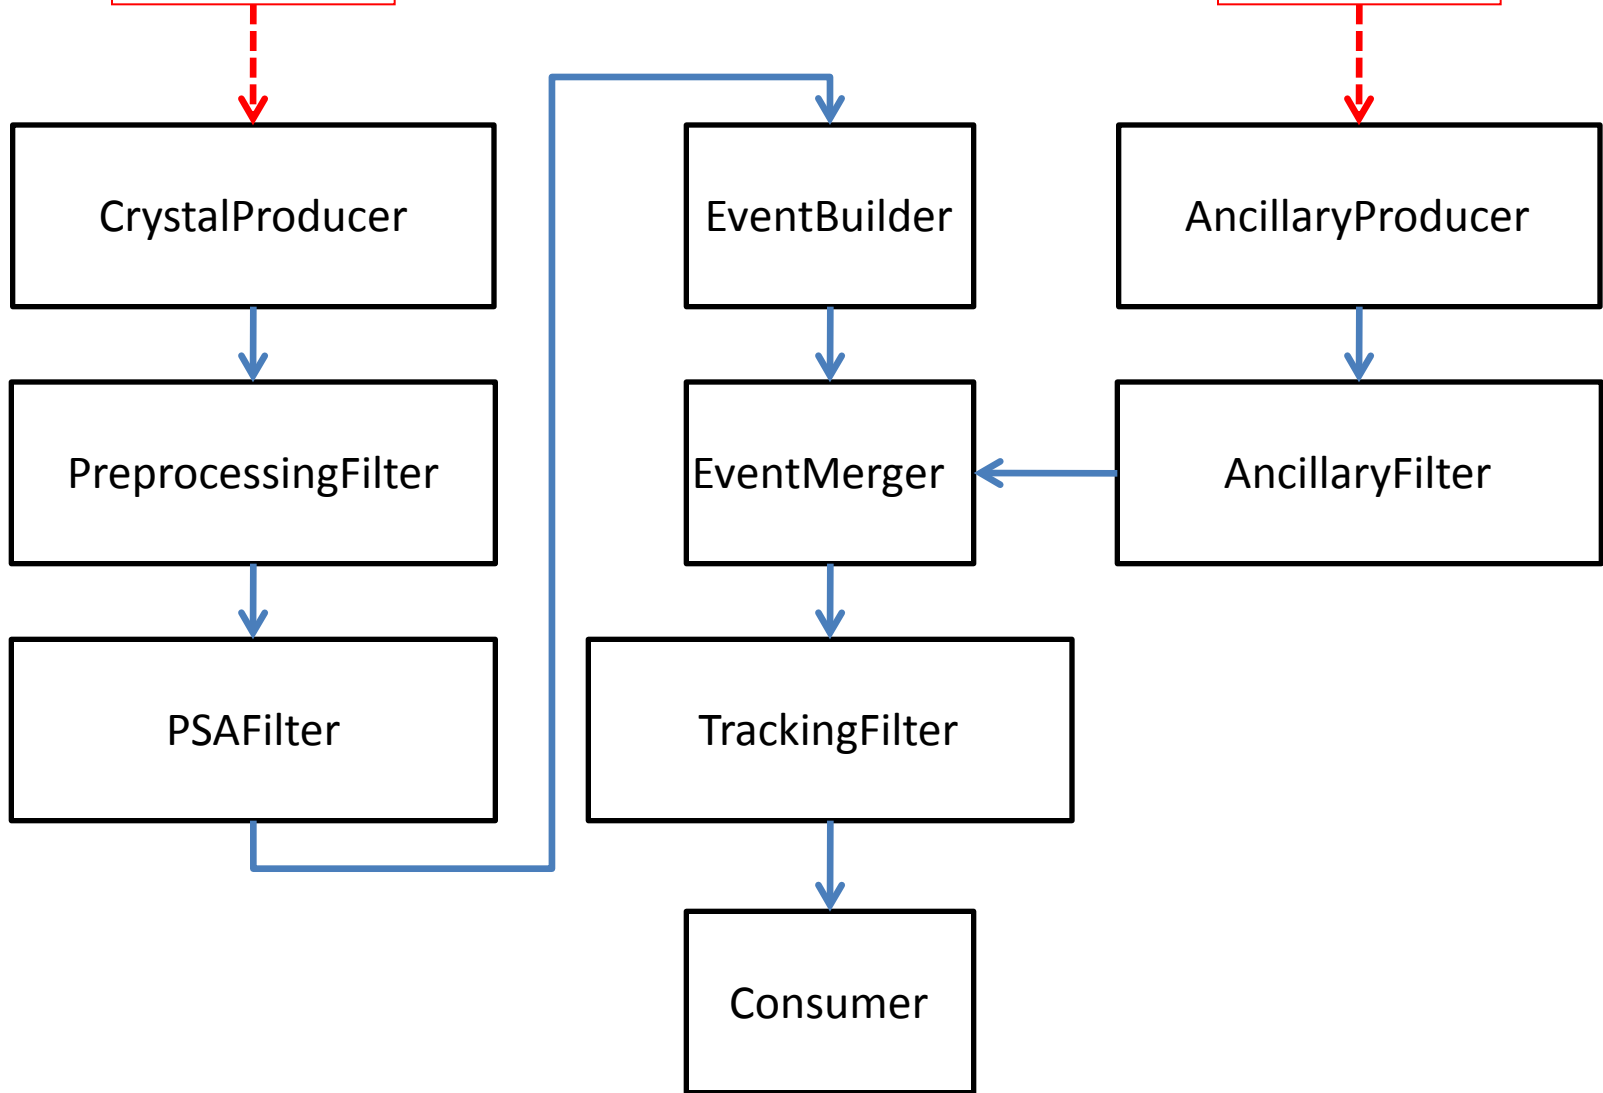 CrystalProducer
EventBuilder
AncillaryProducer
PreprocessingFilter
EventMerger
AncillaryFilter
PSAFilter
TrackingFilter
Consumer